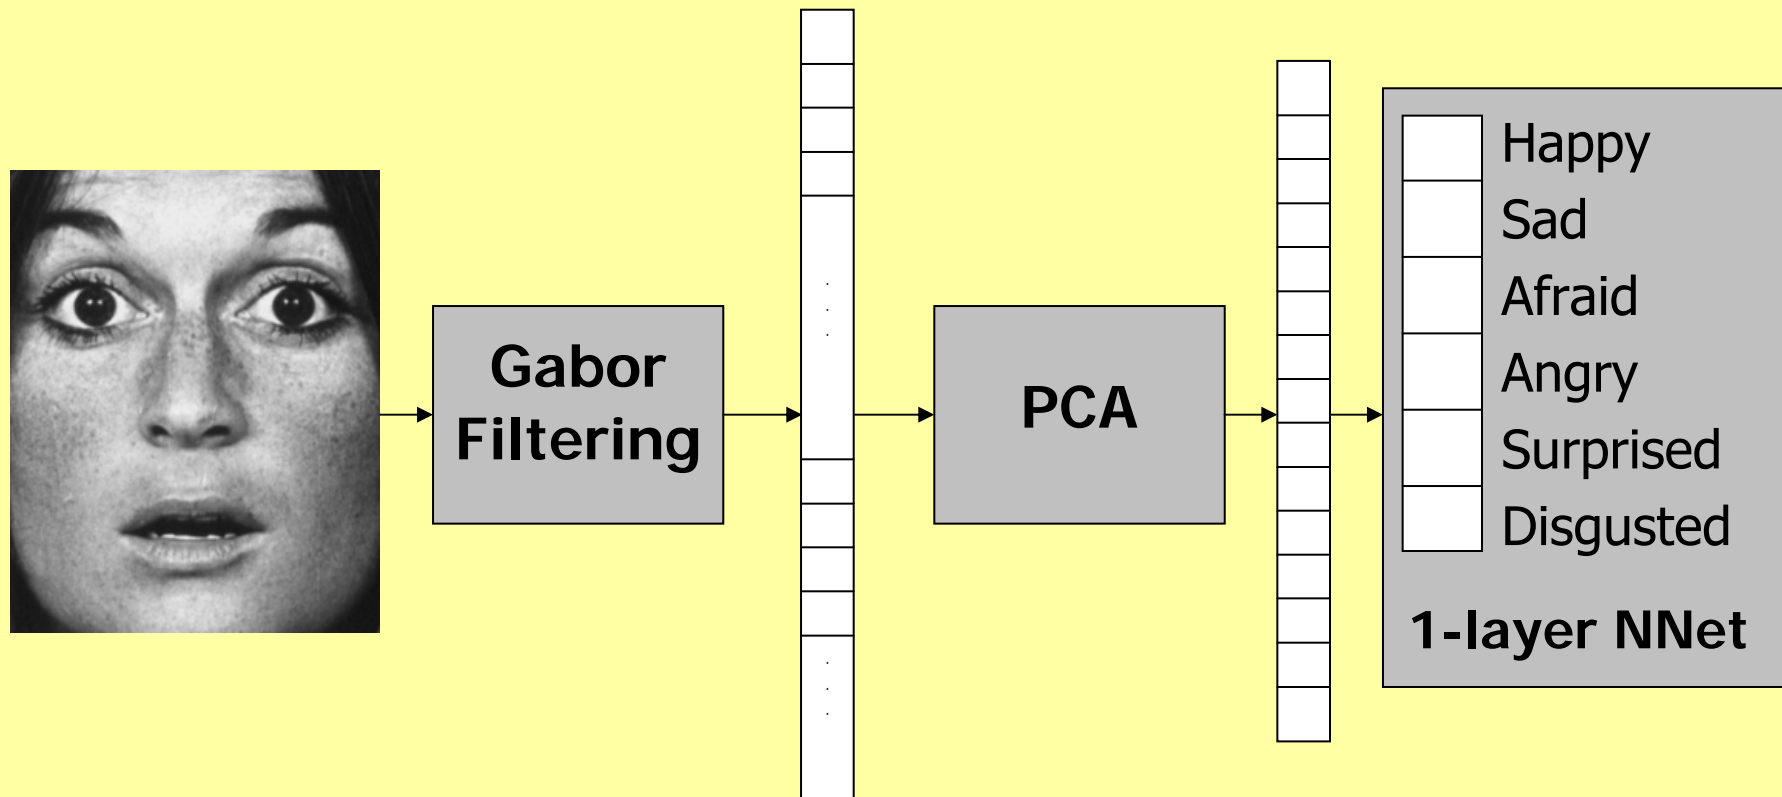 Gabor
Filtering
PCA
Happy
Sad
Afraid
Angry
Surprised
Disgusted
1-layer NNet